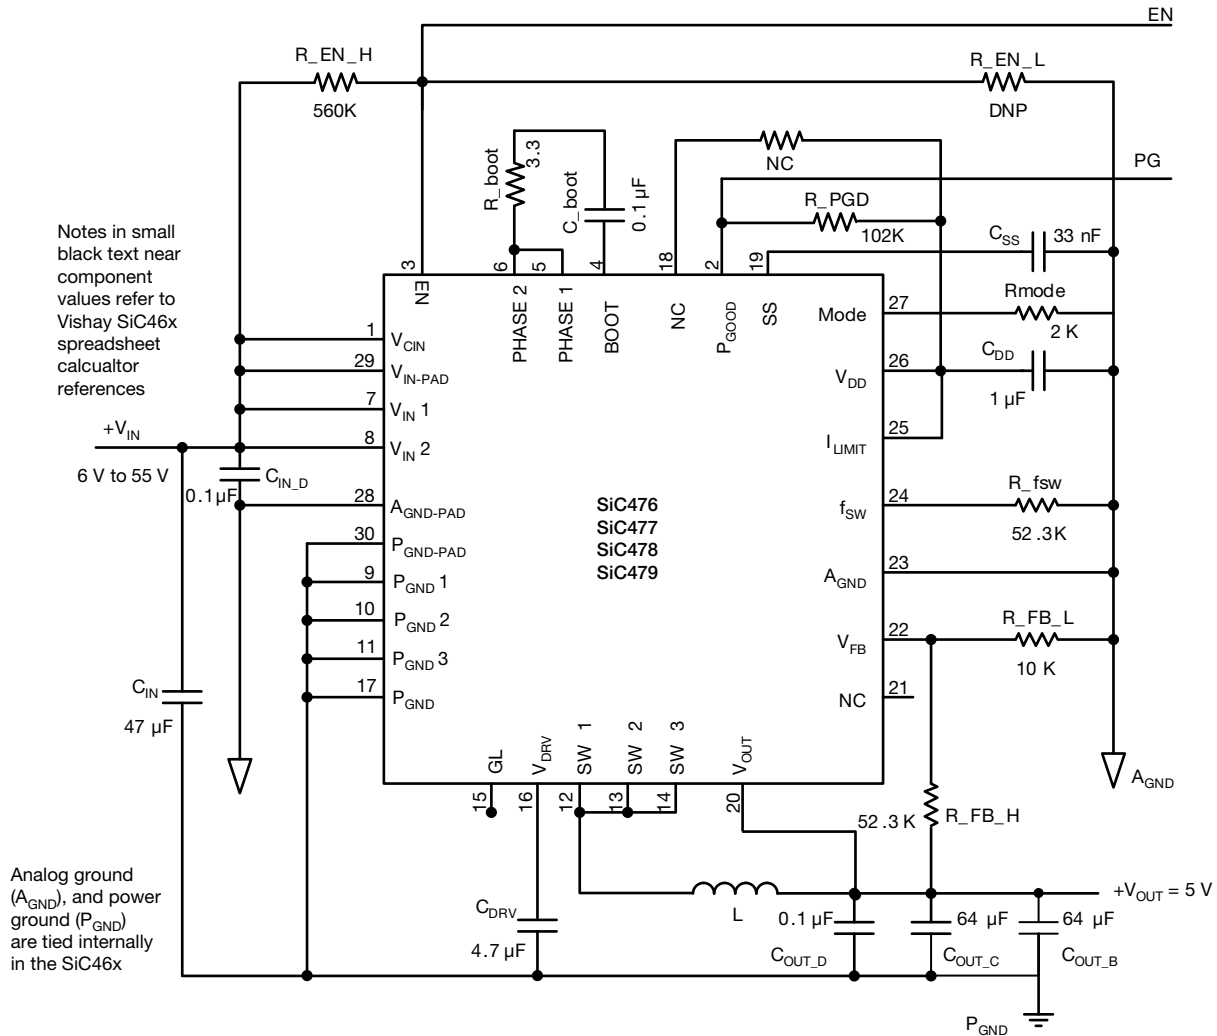 EN
R_EN_H
560K
R_EN_L
DNP
NC
PG
R_boot
3.3
C_boot
0.1 µF
R_PGD
102K
CSS
33 nF
Notes in small
black text near
component
values refer to
Vishay SiC46x
spreadsheet
calcualtor
references
3
6
5
4
18
2
19
EN
PHASE 2
PHASE 1
BOOT
NC
PGOOD
SS
27
Mode
Rmode
2 K
1
VCIN
29
VIN-PAD
7
VIN 1
8
VIN 2
26
VDD
CDD
1 µF
25
ILIMIT
+VIN
6 V to 55 V
CIN_D
0.1µF
28
AGND-PAD
30
PGND-PAD
9
PGND 1
10
PGND 2
11
PGND 3
17
PGND
SiC476
SiC477
SiC478
SiC479
24
fSW
R_fsw
52.3K
23
AGND
22
VFB
R_FB_L
10 K
21
NC
CIN
47 µF
GL
VDRV
SW 1
SW 2
SW 3
VOUT
15
16
12
13
14
20
AGND
52.3 K
R_FB_H
Analog ground
(AGND), and power
ground (PGND)
are tied internally
in the SiC46x
CDRV
4.7 µF
L
+VOUT = 5 V
0.1 µF
COUT_D
64 µF
COUT_C
64 µF
COUT_B
PGND